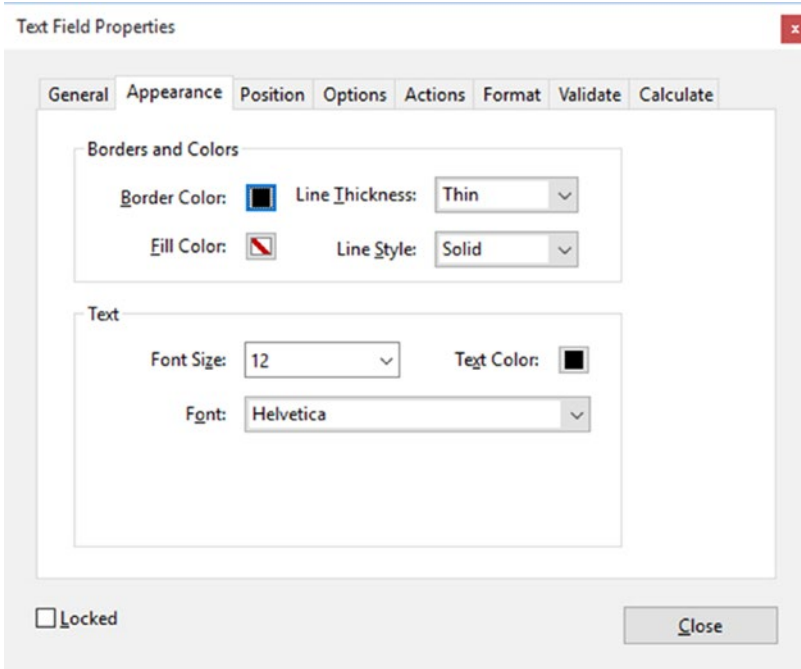 Text Field Properties
x
General Appearance Position Options Actions Format Validate Calculate
Borders and Colors
Border Color: Line Thickness: Thin
Fill Color: Line Style: Solid
Text
Font Size: 12 Text Color:
Font: Helvetica
Locked
Close